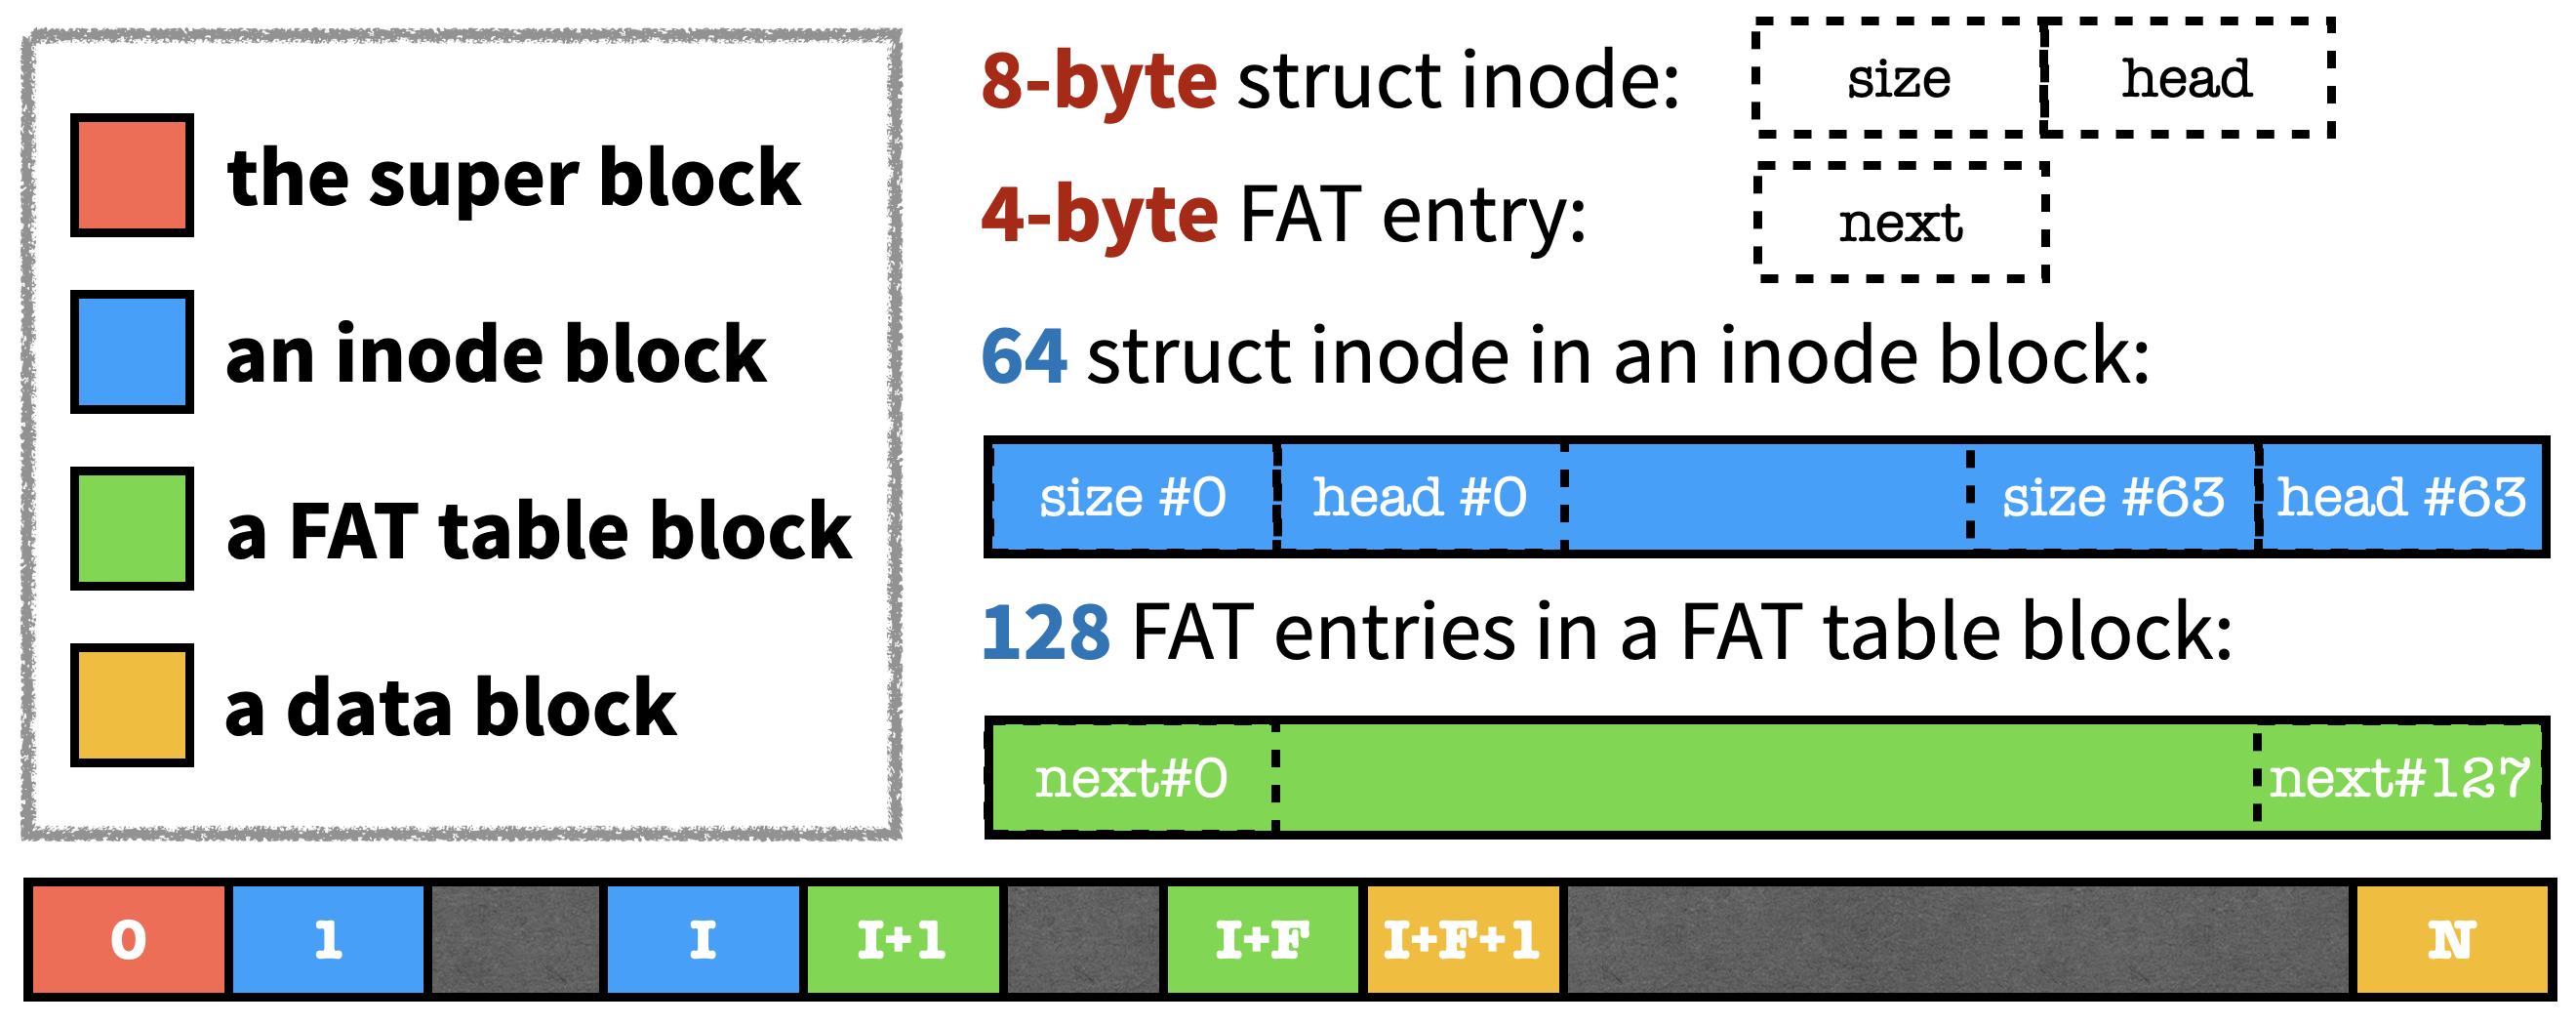 the super block
an inode block
a FAT table block
a data block
8-byte struct inode:
size head
4-byte FAT entry:
next
64 struct inode in an inode block:
size #0 head #0 size #63 head #63
128 FAT entries in a FAT table block:
next#0 next#127
0 1 I I+1 I+F I+F+1 N